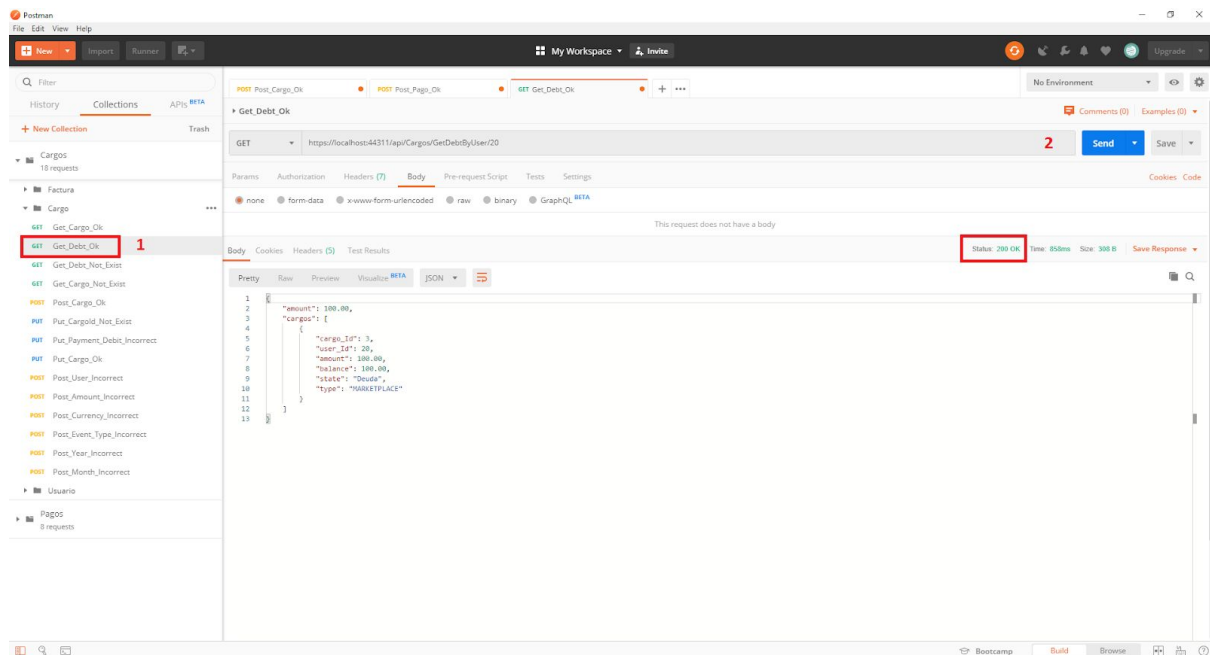 Postman
File Edit View Help
New Import Runner
My Workspace Invite
Upgrade
Filter
History Collections APIs BETA
+ New Collection Trash
Cargos
18 requests
Factura
Cargo
GET Get_Cargo_Ok
GET Get_Debt_Ok 1
GET Get_Debt_Not_Exist
GET Get_Cargo_Not_Exist
POST Post_Cargo_Ok
PUT Put_CargoId_Not_Exist
PUT Put_Payment_Debit_Incorrect
PUT Put_Cargo_Ok
POST Post_User_Incorrect
POST Post_Amount_Incorrect
POST Post_Currency_Incorrect
POST Post_Event_Type_Incorrect
POST Post_Year_Incorrect
POST Post_Month_Incorrect
Usuario
Pagos
8 requests
POST Post_Cargo_Ok POST Post_Pago_Ok GET Get_Debt_Ok + ...
No Environment
Get_Debt_Ok
Comments (0) Examples (0)
GET https://localhost:44311/api/Cargos/GetDebtByUser/20 2 Send Save
Params Authorization Headers (7) Body Pre-request Script Tests Settings Cookies Code
none form-data x-www-form-urlencoded raw binary GraphQL BETA
This request does not have a body
Body Cookies Headers (5) Test Results Status: 200 OK Time: 858ms Size: 308 B Save Response
Pretty Raw Preview Visualize BETA JSON
1 {
2 "amount": 100.00,
3 "cargos": [
4 {
5 "cargo_Id": 3,
6 "user_Id": 20,
7 "amount": 100.00,
8 "balance": 100.00,
9 "state": "Deuda",
10 "type": "MARKETPLACE"
11 }
12 ]
13 }
Bootcamp Build Browse